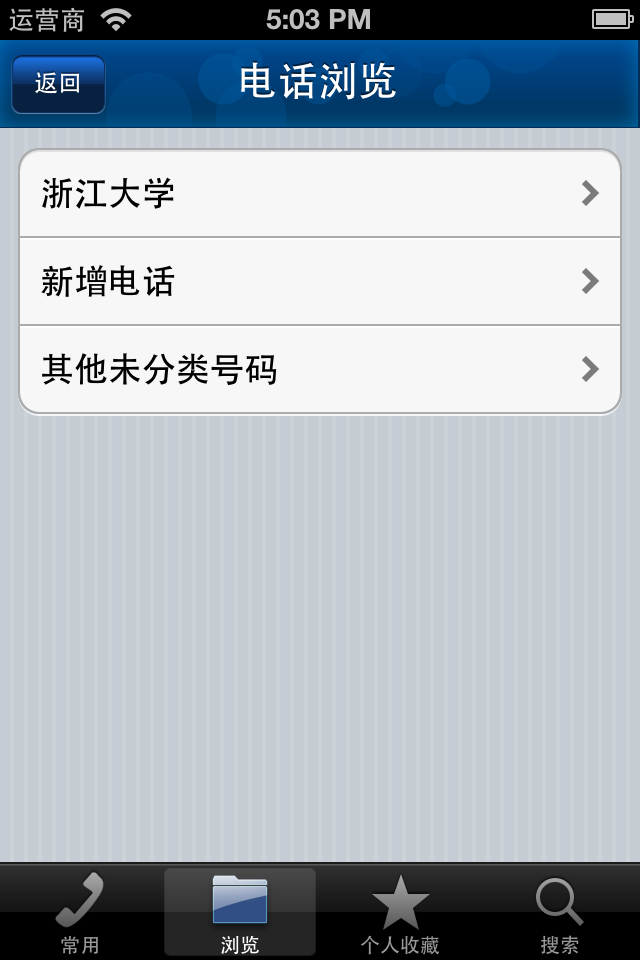 运营商 5:03 PM
返回 电话浏览
浙江大学
新增电话
其他未分类号码
常用 浏览 个人收藏 搜索